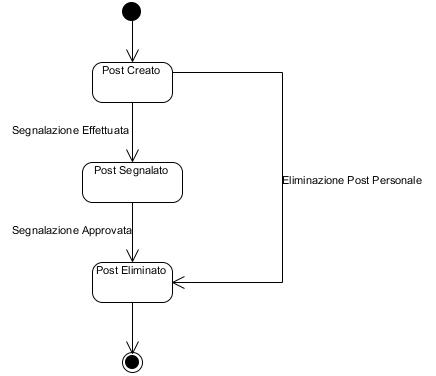 Post Creato
Segnalazione Effettuata
Post Segnalato
Eliminazione Post Personale
Segnalazione Approvata
Post Eliminato